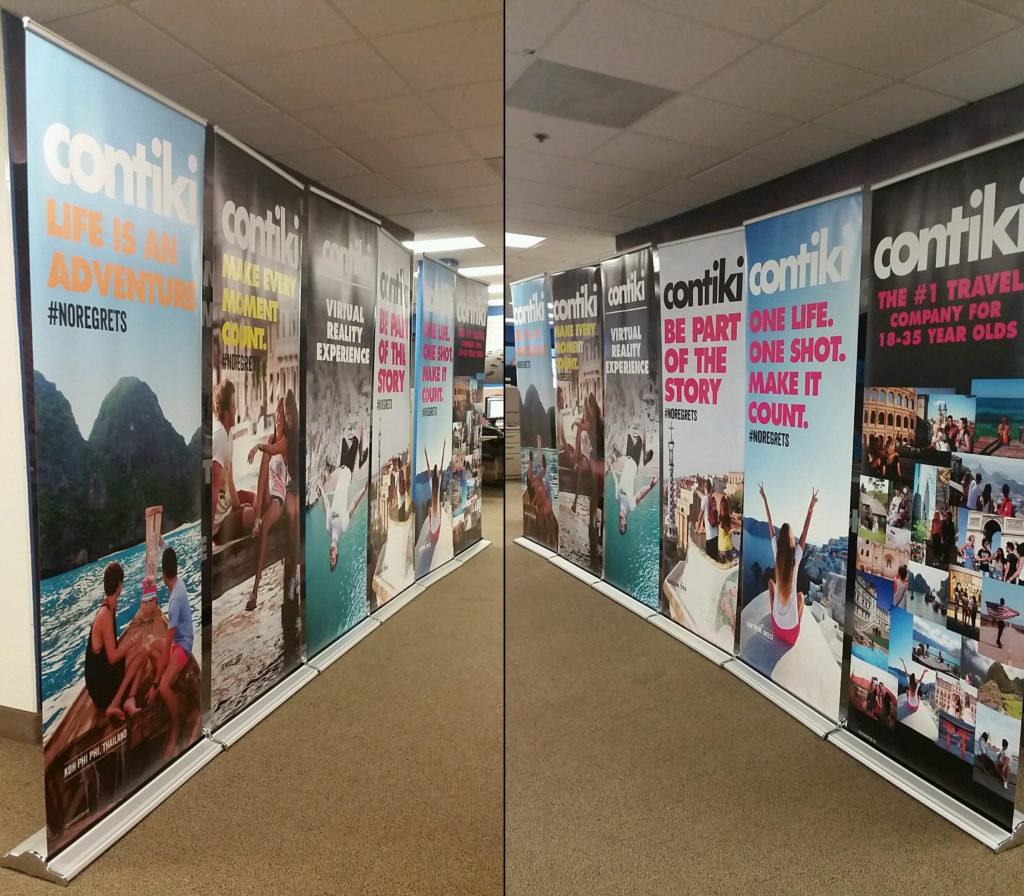 contiki
LIFE IS AN
ADVENTURE
#NOREGRETS
KOH PHI PHI, THAILAND
contiki
MAKE EVERY
MOMENT
COUNT.
#NOREGRETS
contiki
VIRTUAL
REALITY
EXPERIENCE
contiki
BE PART
OF THE
STORY
#NOREGRETS
contiki
ONE LIFE.
ONE SHOT.
MAKE IT
COUNT.
contiki
MAKE EVERY
MOMENT
COUNT.
contiki
VIRTUAL
REALITY
EXPERIENCE
contiki
BE PART
OF THE
STORY
#NOREGRETS
contiki
ONE LIFE.
ONE SHOT.
MAKE IT
COUNT.
#NOREGRETS
SANTORINI, GREECE
contiki
THE #1 TRAVEL
COMPANY FOR
18-35 YEAR OLDS